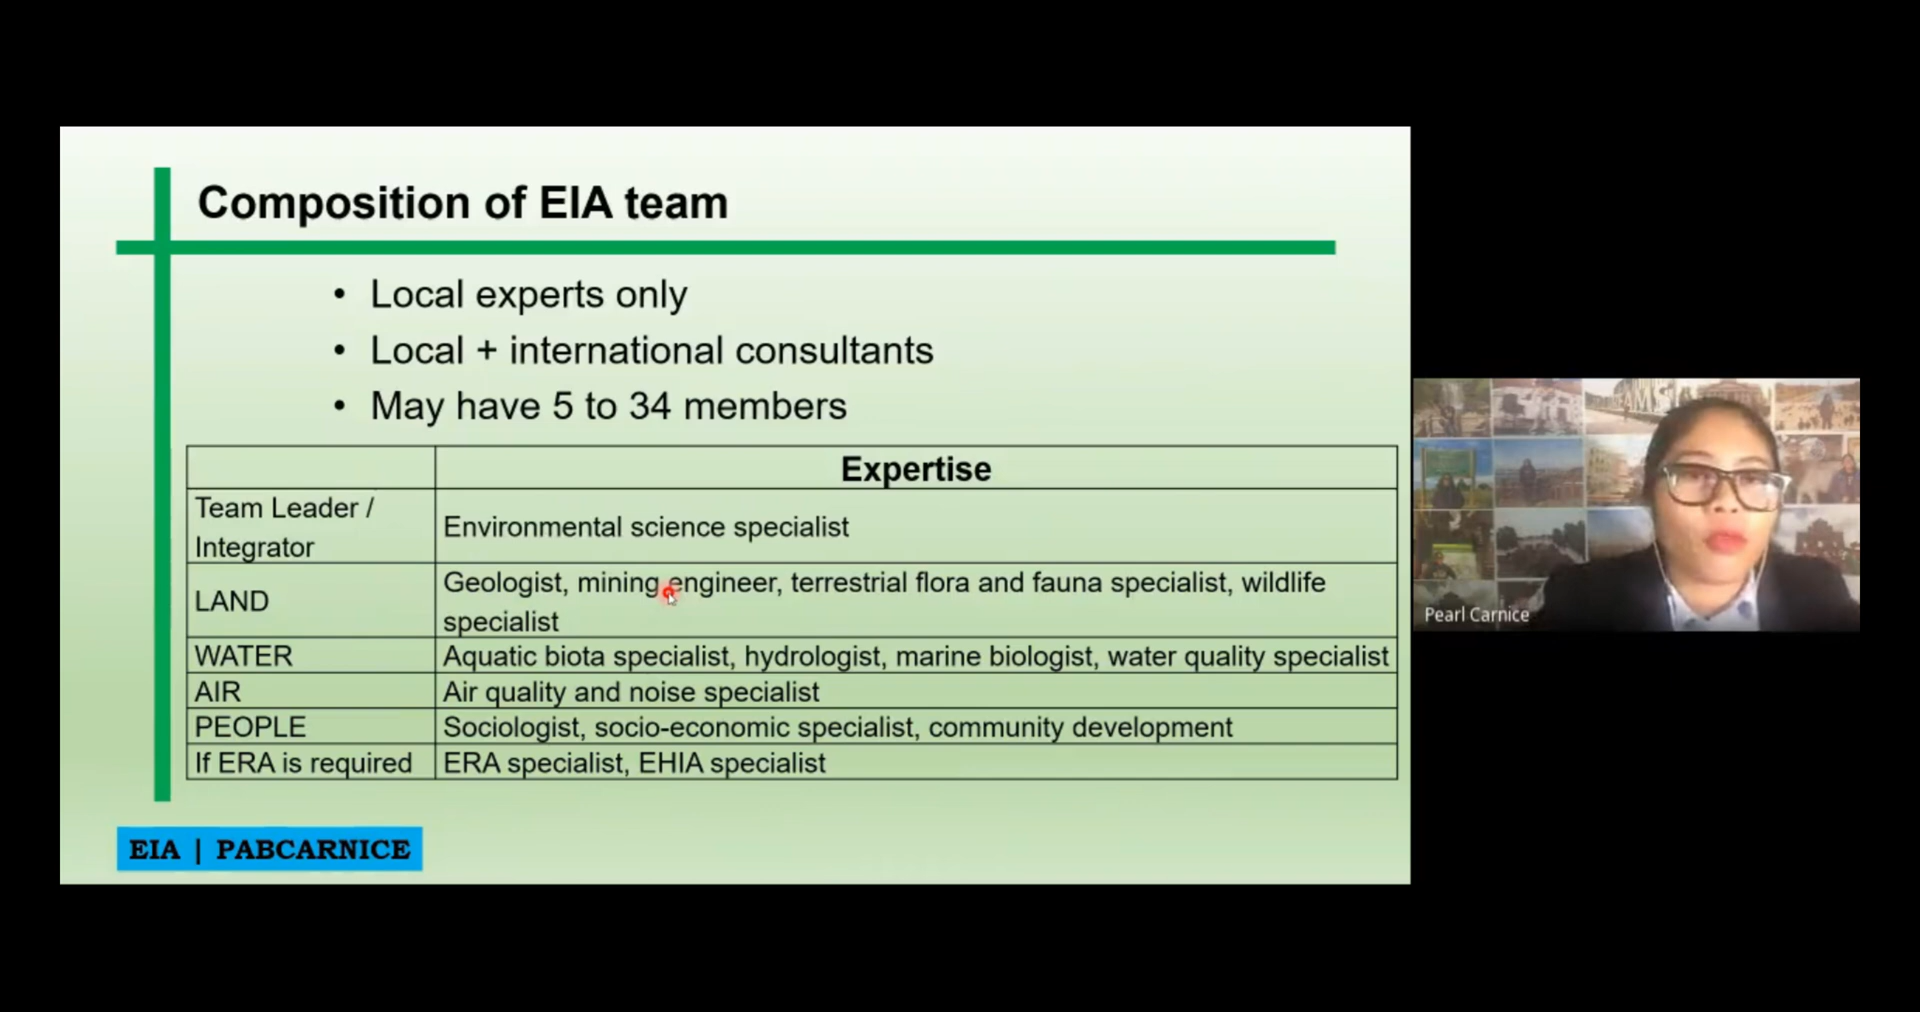 Composition of EIA team
• Local experts only
• Local + international consultants
• May have 5 to 34 members
Expertise
Team Leader /
Integrator
Environmental science specialist
LAND
Geologist, mining engineer, terrestrial flora and fauna specialist, wildlife
specialist
WATER
Aquatic biota specialist, hydrologist, marine biologist, water quality specialist
AIR
Air quality and noise specialist
PEOPLE
Sociologist, socio-economic specialist, community development
If ERA is required
ERA specialist, EHIA specialist
EIA | PABCARNICE
Pearl Carnice